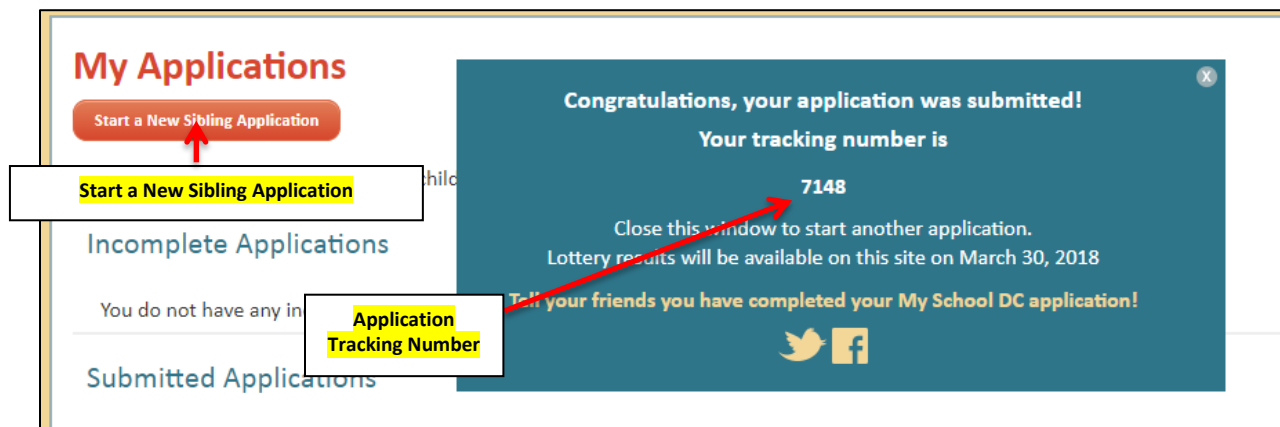 My Applications
Start a New Sibling Application
Start a New Sibling Application
child
Incomplete Applications
You do not have any in
Application
Tracking Number
Submitted Applications
X
Congratulations, your application was submitted!
Your tracking number is
7148
Close this window to start another application.
Lottery results will be available on this site on March 30, 2018
Tell your friends you have completed your My School DC application!